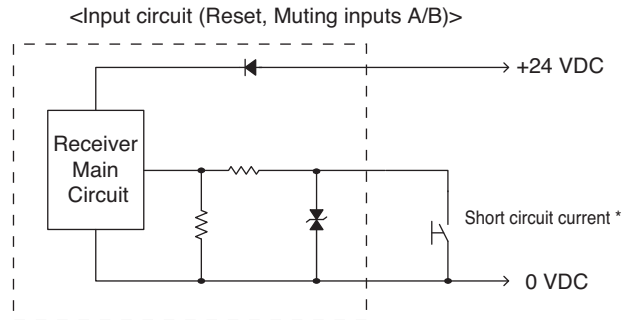 <Input circuit (Reset, Muting inputs A/B)>
+24 VDC
Receiver
Main
Circuit
Short circuit current *
0 VDC